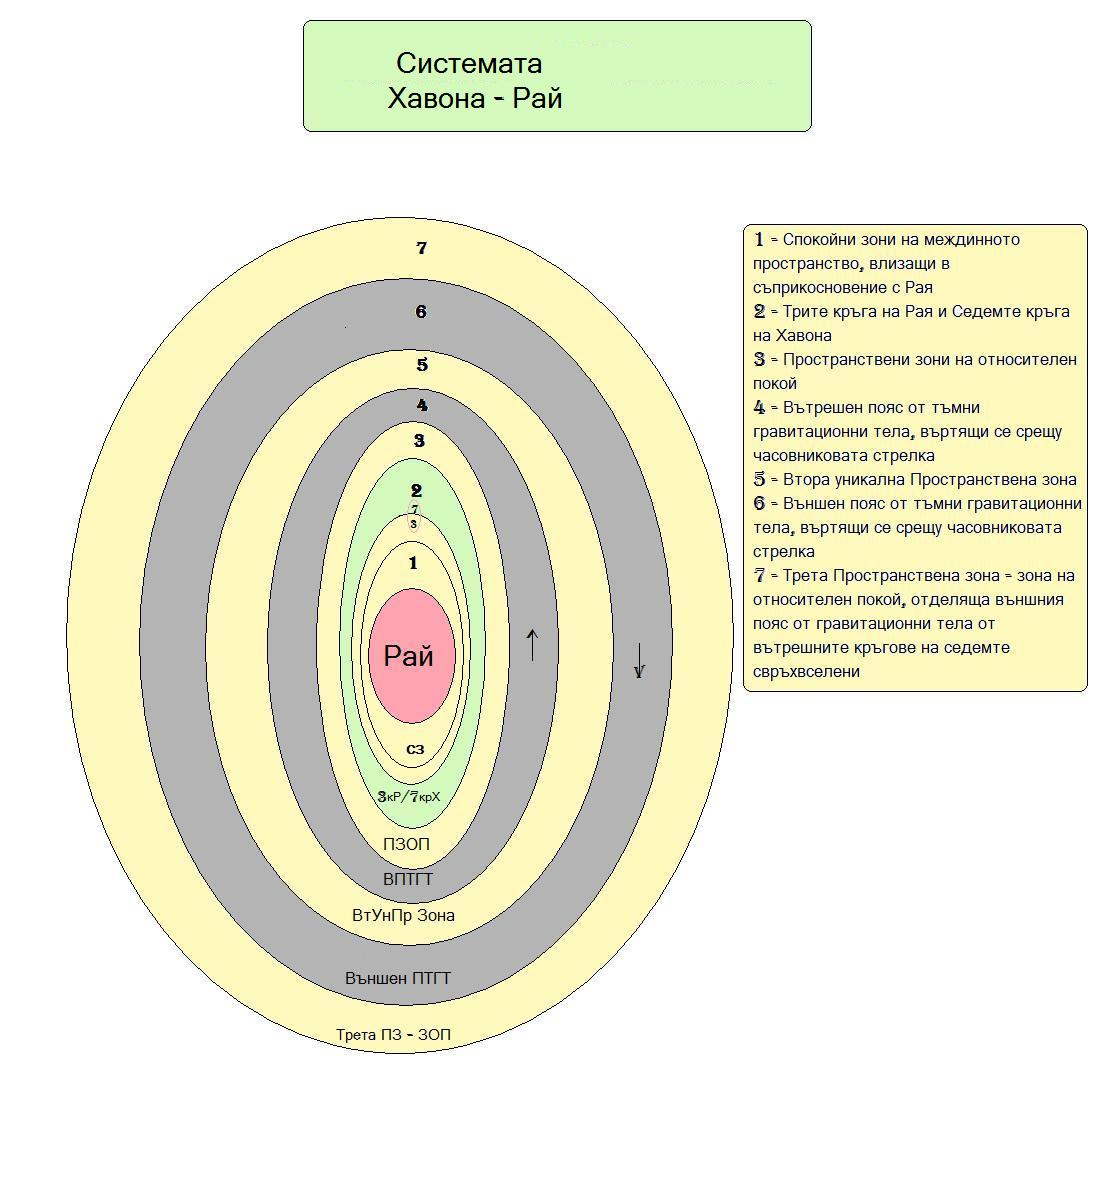 Системата
Хавона - Рай
7
6
5
4
3
2
7
3
1
Рай
СЗ
3кР/7крХ
ПЗОП
ВПТГТ
ВтУнПр Зона
Външен ПТГТ
Трета ПЗ - ЗОП
1 - Спокойни зони на междинното
пространство, влизащи в
съприкосновение с Рая
2 - Трите кръга на Рая и Седемте кръга
на Хавона
3 - Пространствени зони на относителен
покой
4 - Вътрешен пояс от тъмни
гравитационни тела, въртящи се срещу
часовниковата стрелка
5 - Втора уникална Пространствена зона
6 - Външен пояс от тъмни гравитационни
тела, въртящи се срещу часовниковата
стрелка
7 - Трета Пространствена зона - зона на
относителен покой, отделяща външния
пояс от гравитационни тела от
вътрешните кръгове на седемте
свръхвселени